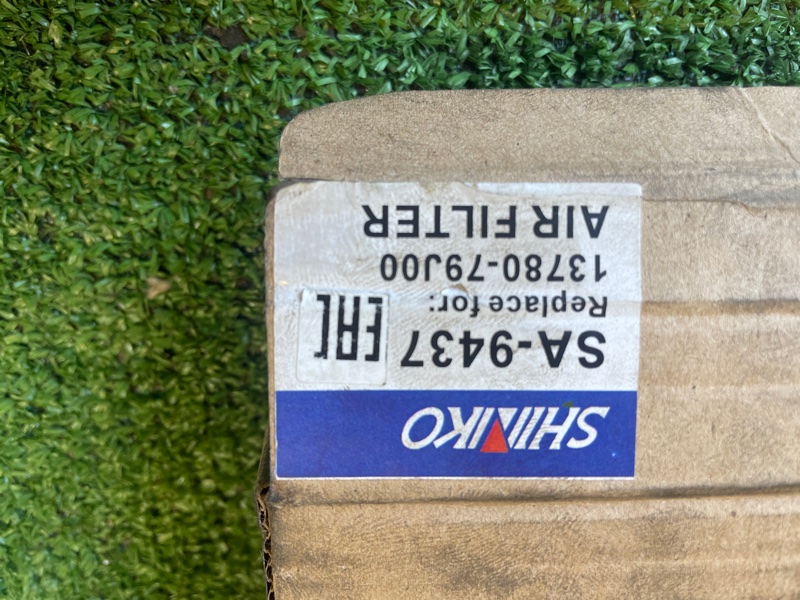 SHINKO
SA-9437
EAC
Replace for:
13780-79J00
AIR FILTER